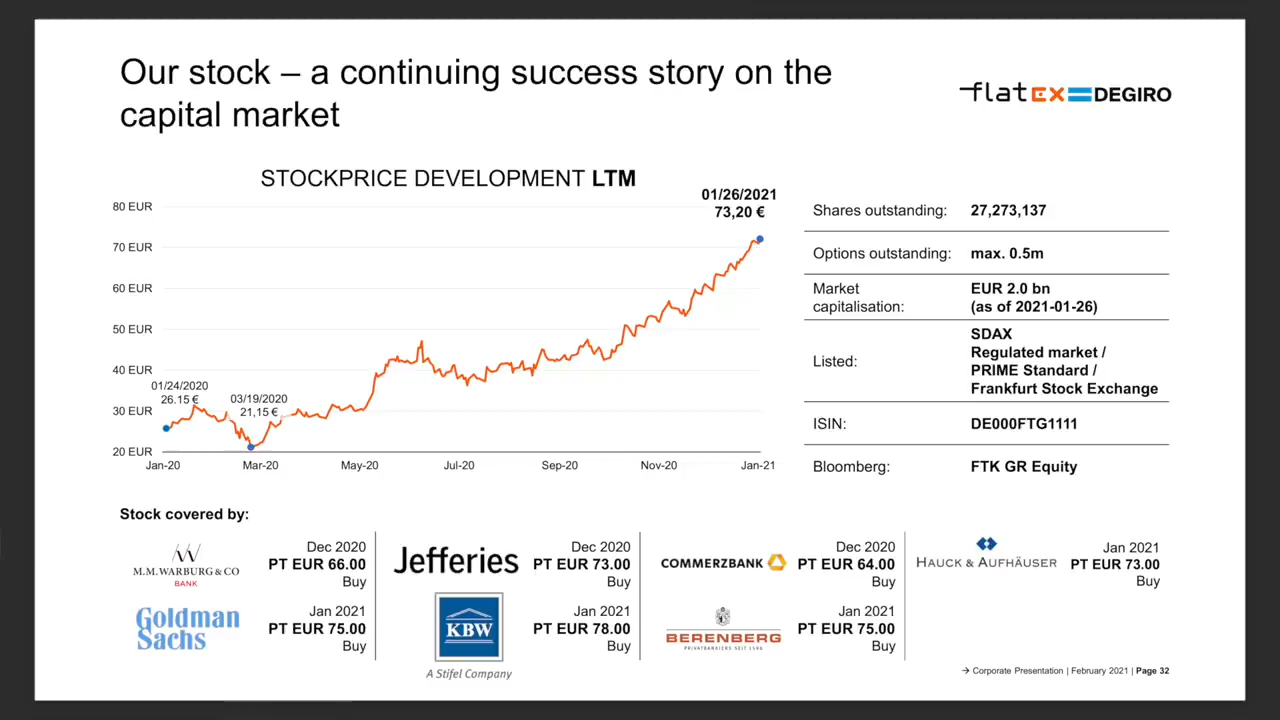 Our stock – a continuing success story on the
capital market
flatEX=DEGIRO
STOCKPRICE DEVELOPMENT LTM
01/26/2021
73,20 €
80 EUR
70 EUR
60 EUR
50 EUR
40 EUR
30 EUR
20 EUR
01/24/2020
26.15 €
03/19/2020
21,15 €
Jan-20
Mar-20
May-20
Jul-20
Sep-20
Nov-20
Jan-21
Shares outstanding: 27,273,137
Options outstanding: max. 0.5m
Market
capitalisation:
EUR 2.0 bn
(as of 2021-01-26)
Listed:
SDAX
Regulated market /
PRIME Standard /
Frankfurt Stock Exchange
ISIN: DE000FTG1111
Bloomberg: FTK GR Equity
Stock covered by:
M.M.WARBURG & CO
BANK
Dec 2020
PT EUR 66.00
Buy
Jefferies
Dec 2020
PT EUR 73.00
Buy
COMMERZBANK
Dec 2020
PT EUR 64.00
Buy
HAUCK & AUFHÄUSER
Jan 2021
PT EUR 73.00
Buy
Goldman
Sachs
Jan 2021
PT EUR 75.00
Buy
KBW
A Stifel Company
Jan 2021
PT EUR 78.00
Buy
BERENBERG
PRIVATBANKIERS SEIT 1590
Jan 2021
PT EUR 75.00
Buy
→ Corporate Presentation | February 2021 | Page 32